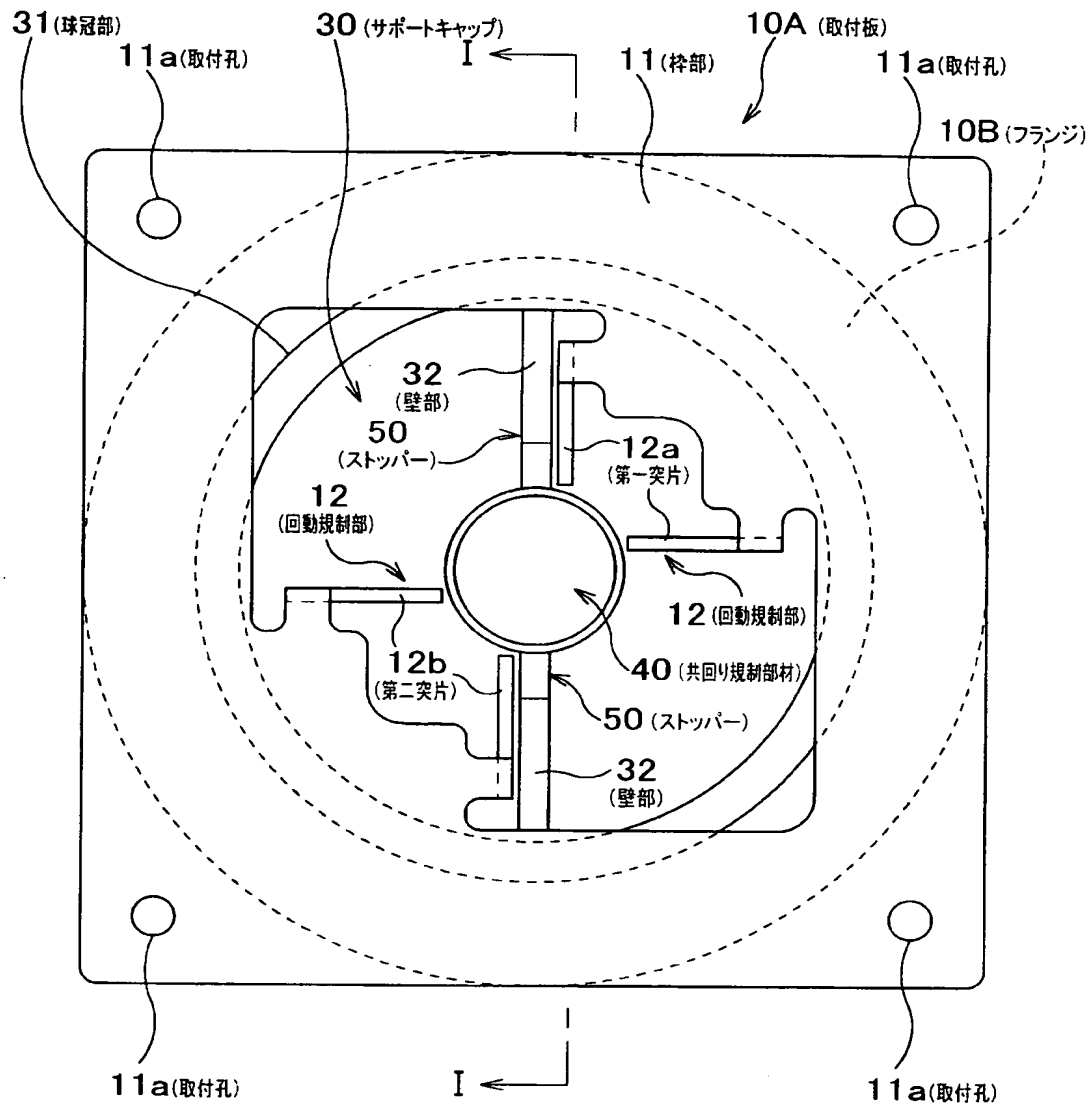 31(球冠部)
30(サポートキャップ)
10A (取付板)
11a(取付孔)
I
11(枠部)
11a(取付孔)
10B(フランジ)
32
(壁部)
50
(ストッパー)
12a
(第一突片)
12
(回動規制部)
12(回動規制部)
12b
(第二突片)
40(共回り規制部材)
50(ストッパー)
32
(壁部)
I
11a(取付孔)
11a(取付孔)